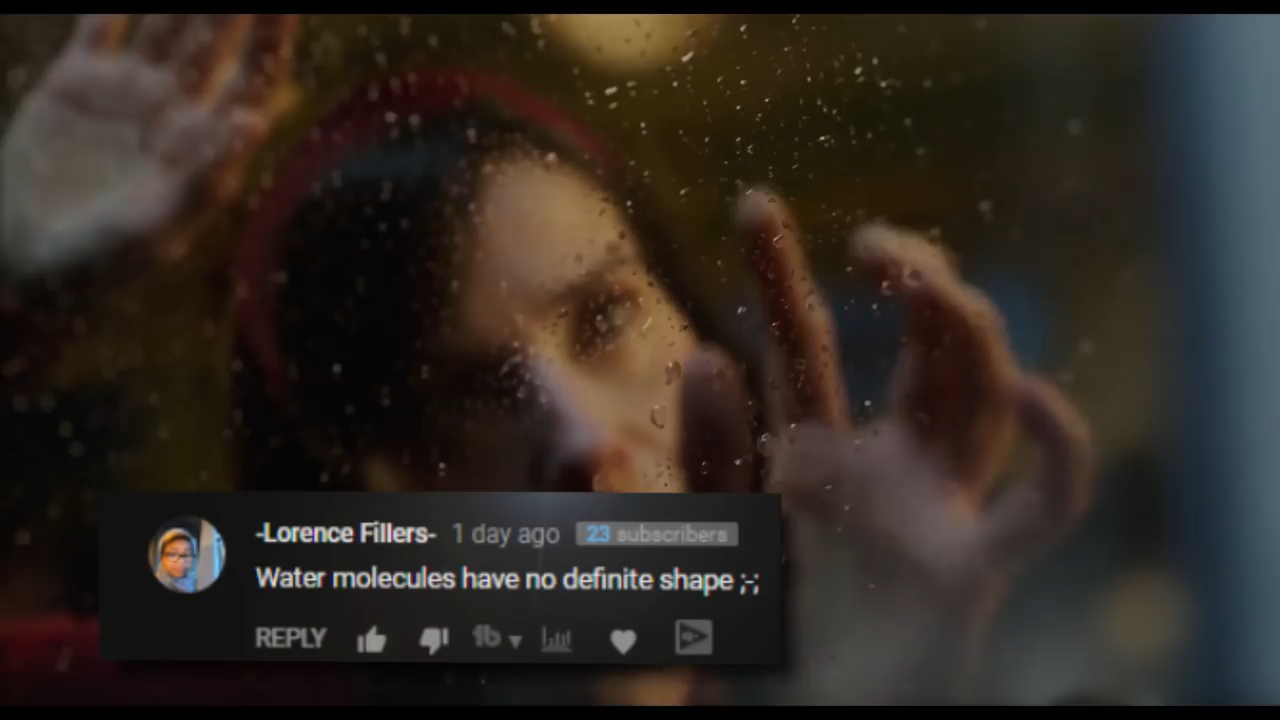 -Lorence Fillers- 1 day ago 23 subscribers
Water molecules have no definite shape ;-;
REPLY